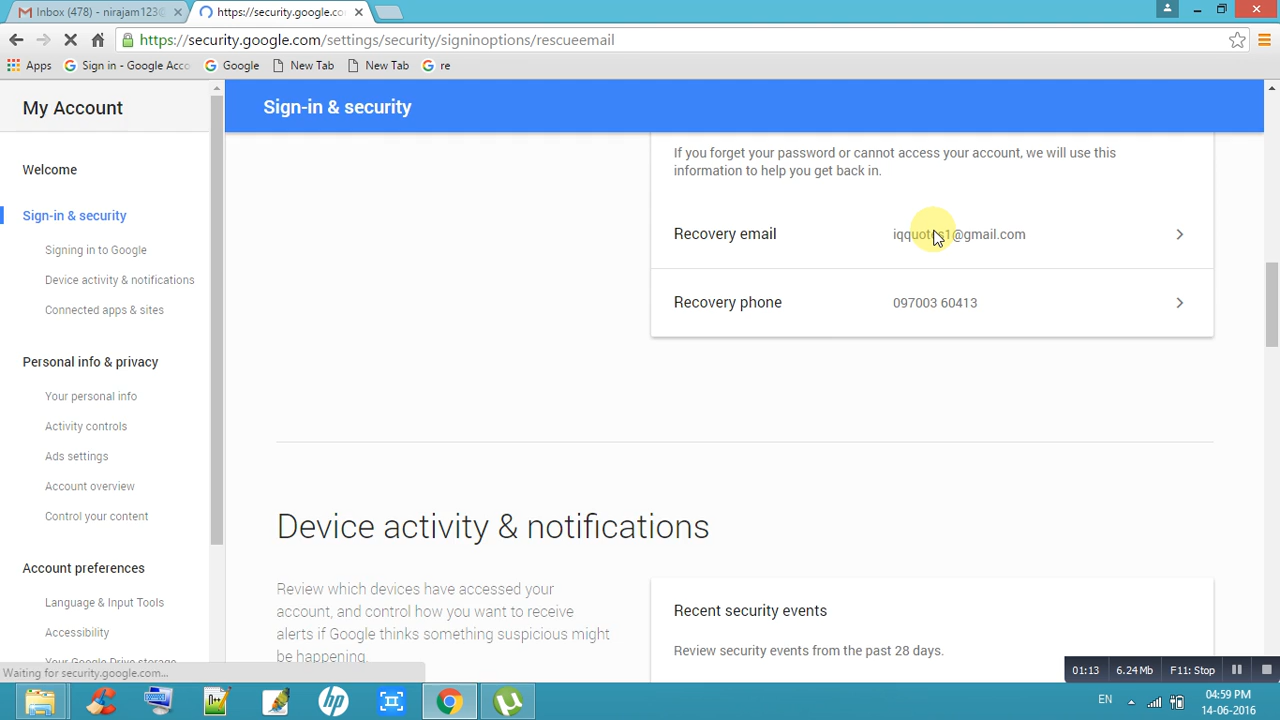 Inbox (478) - nirajam123@
https://security.google.co
https://security.google.com/settings/security/signinoptions/rescueemail
Apps
Sign in - Google Acco
Google
New Tab
New Tab
re
My Account
Sign-in & security
Welcome
Sign-in & security
Signing in to Google
Device activity & notifications
Connected apps & sites
Personal info & privacy
Your personal info
Activity controls
Ads settings
Account overview
Control your content
Account preferences
Language & Input Tools
Accessibility
Your Google Drive storage
If you forget your password or cannot access your account, we will use this
information to help you get back in.
Recovery email iqquotes1@gmail.com
Recovery phone 097003 60413
Device activity & notifications
Review which devices have accessed your
account, and control how you want to receive
alerts if Google thinks something suspicious might
be happening.
Recent security events
Review security events from the past 28 days.
Waiting for security.google.com...
01:13 6.24 Mb F11: Stop
EN
04:59 PM
14-06-2016